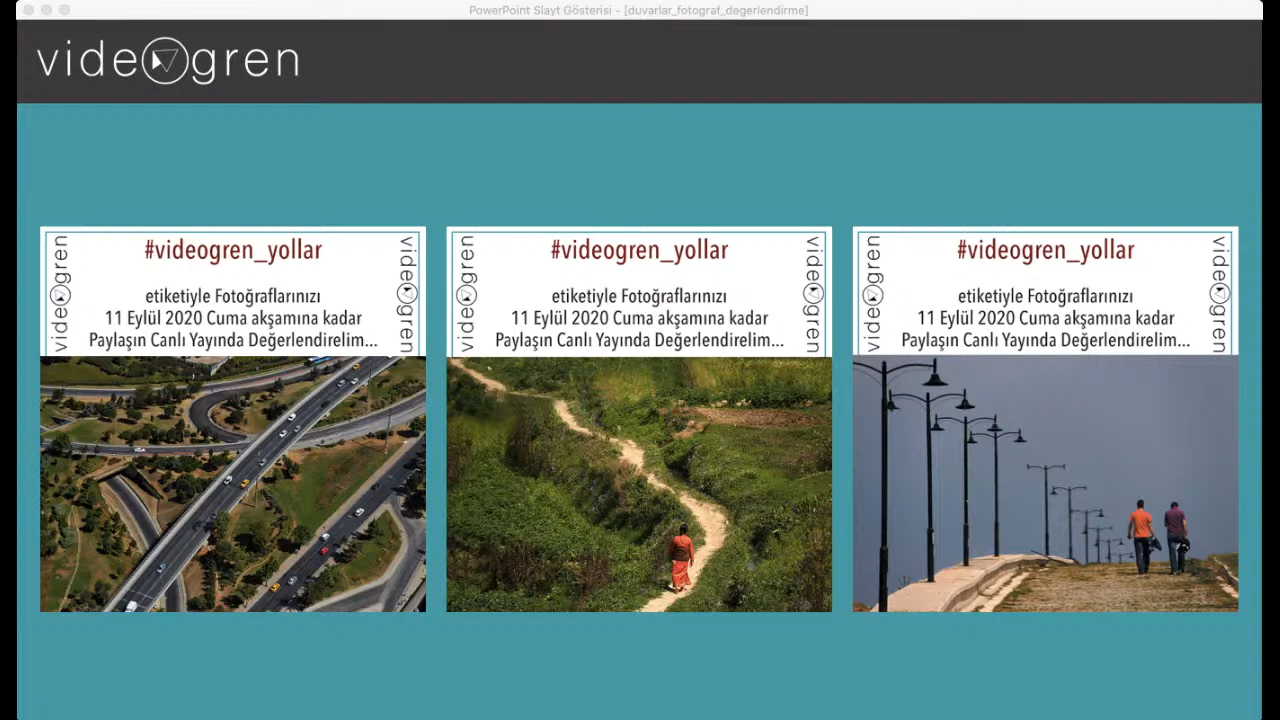 PowerPoint Slayt Gösterisi - [duvarlar_fotograf_degerlendirme]
videogren
videogren
#videogren_yollar
etiketiyle Fotoğraflarınızı
11 Eylül 2020 Cuma akşamına kadar
Paylaşın Canlı Yayında Değerlendirelim...
videogren
videogren
#videogren_yollar
etiketiyle Fotoğraflarınızı
11 Eylül 2020 Cuma akşamına kadar
Paylaşın Canlı Yayında Değerlendirelim...
videogren
videogren
#videogren_yollar
etiketiyle Fotoğraflarınızı
11 Eylül 2020 Cuma akşamına kadar
Paylaşın Canlı Yayında Değerlendirelim...
videogren